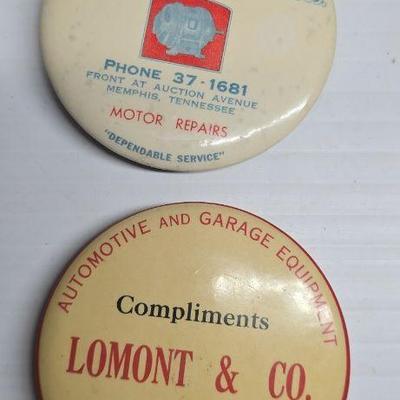 PHONE 37-1681
FRONT AT AUCTION AVENUE
MEMPHIS, TENNESSEE
MOTOR REPAIRS
"DEPENDABLE SERVICE"
AUTOMOTIVE AND GARAGE EQUIPMENT
Compliments
LOMONT & CO.